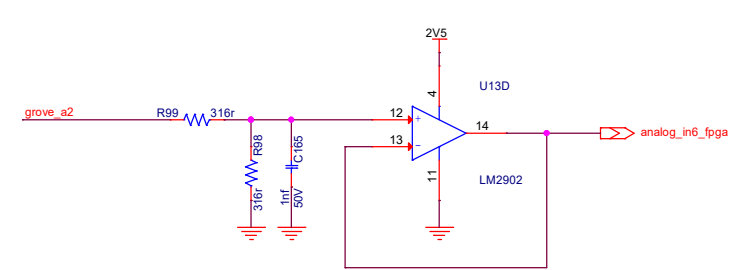 2V5
4
U13D
grove_a2
R99
316r
12
+
13
−
14
analog_in6_fpga
R98
316r
C165
1nf
50V
11
LM2902